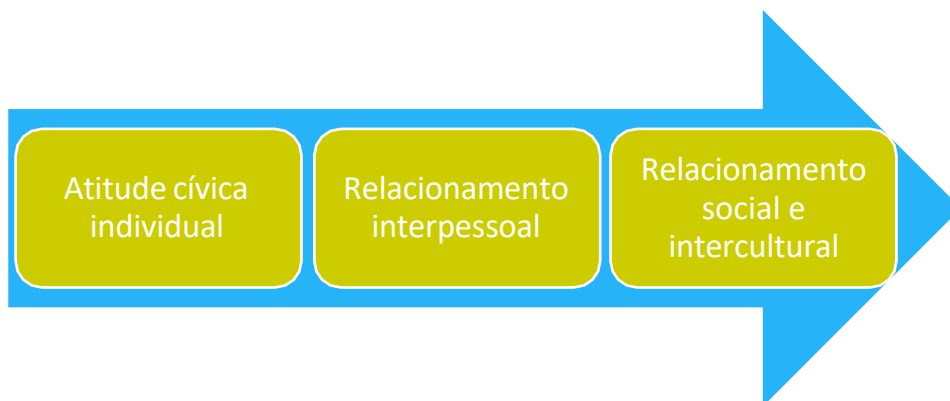 Atitude cívica
individual
Relacionamento
interpessoal
Relacionamento
social e
intercultural